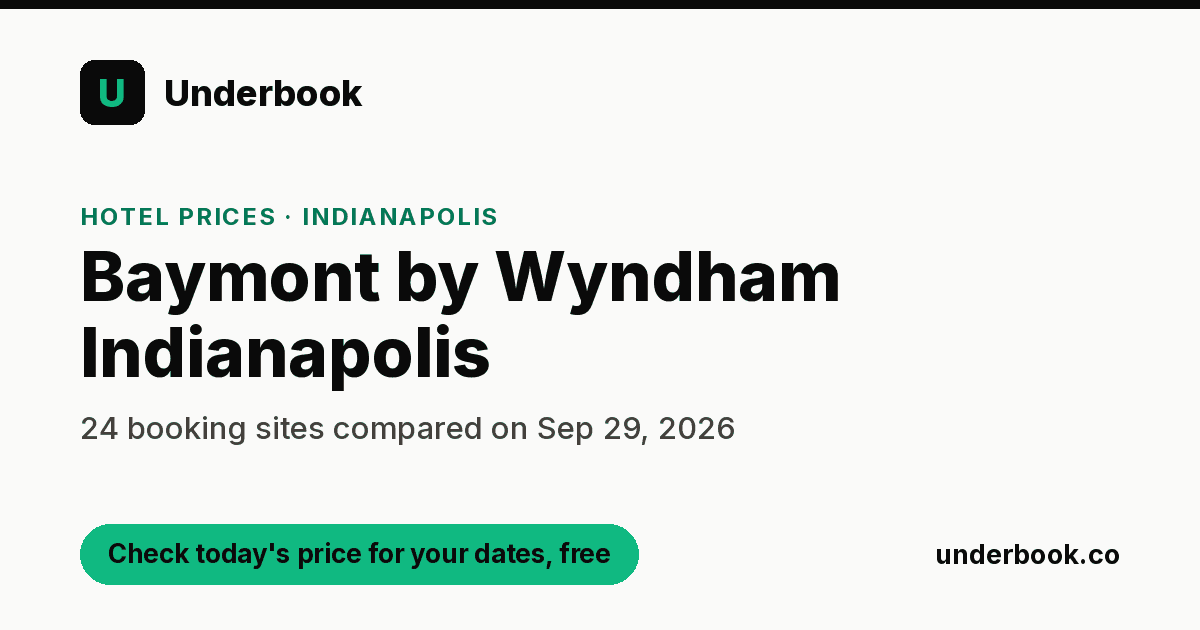 U Underbook
HOTEL PRICES · INDIANAPOLIS
Baymont by Wyndham
Indianapolis
24 booking sites compared on Sep 29, 2026
Check today's price for your dates, free
underbook.co